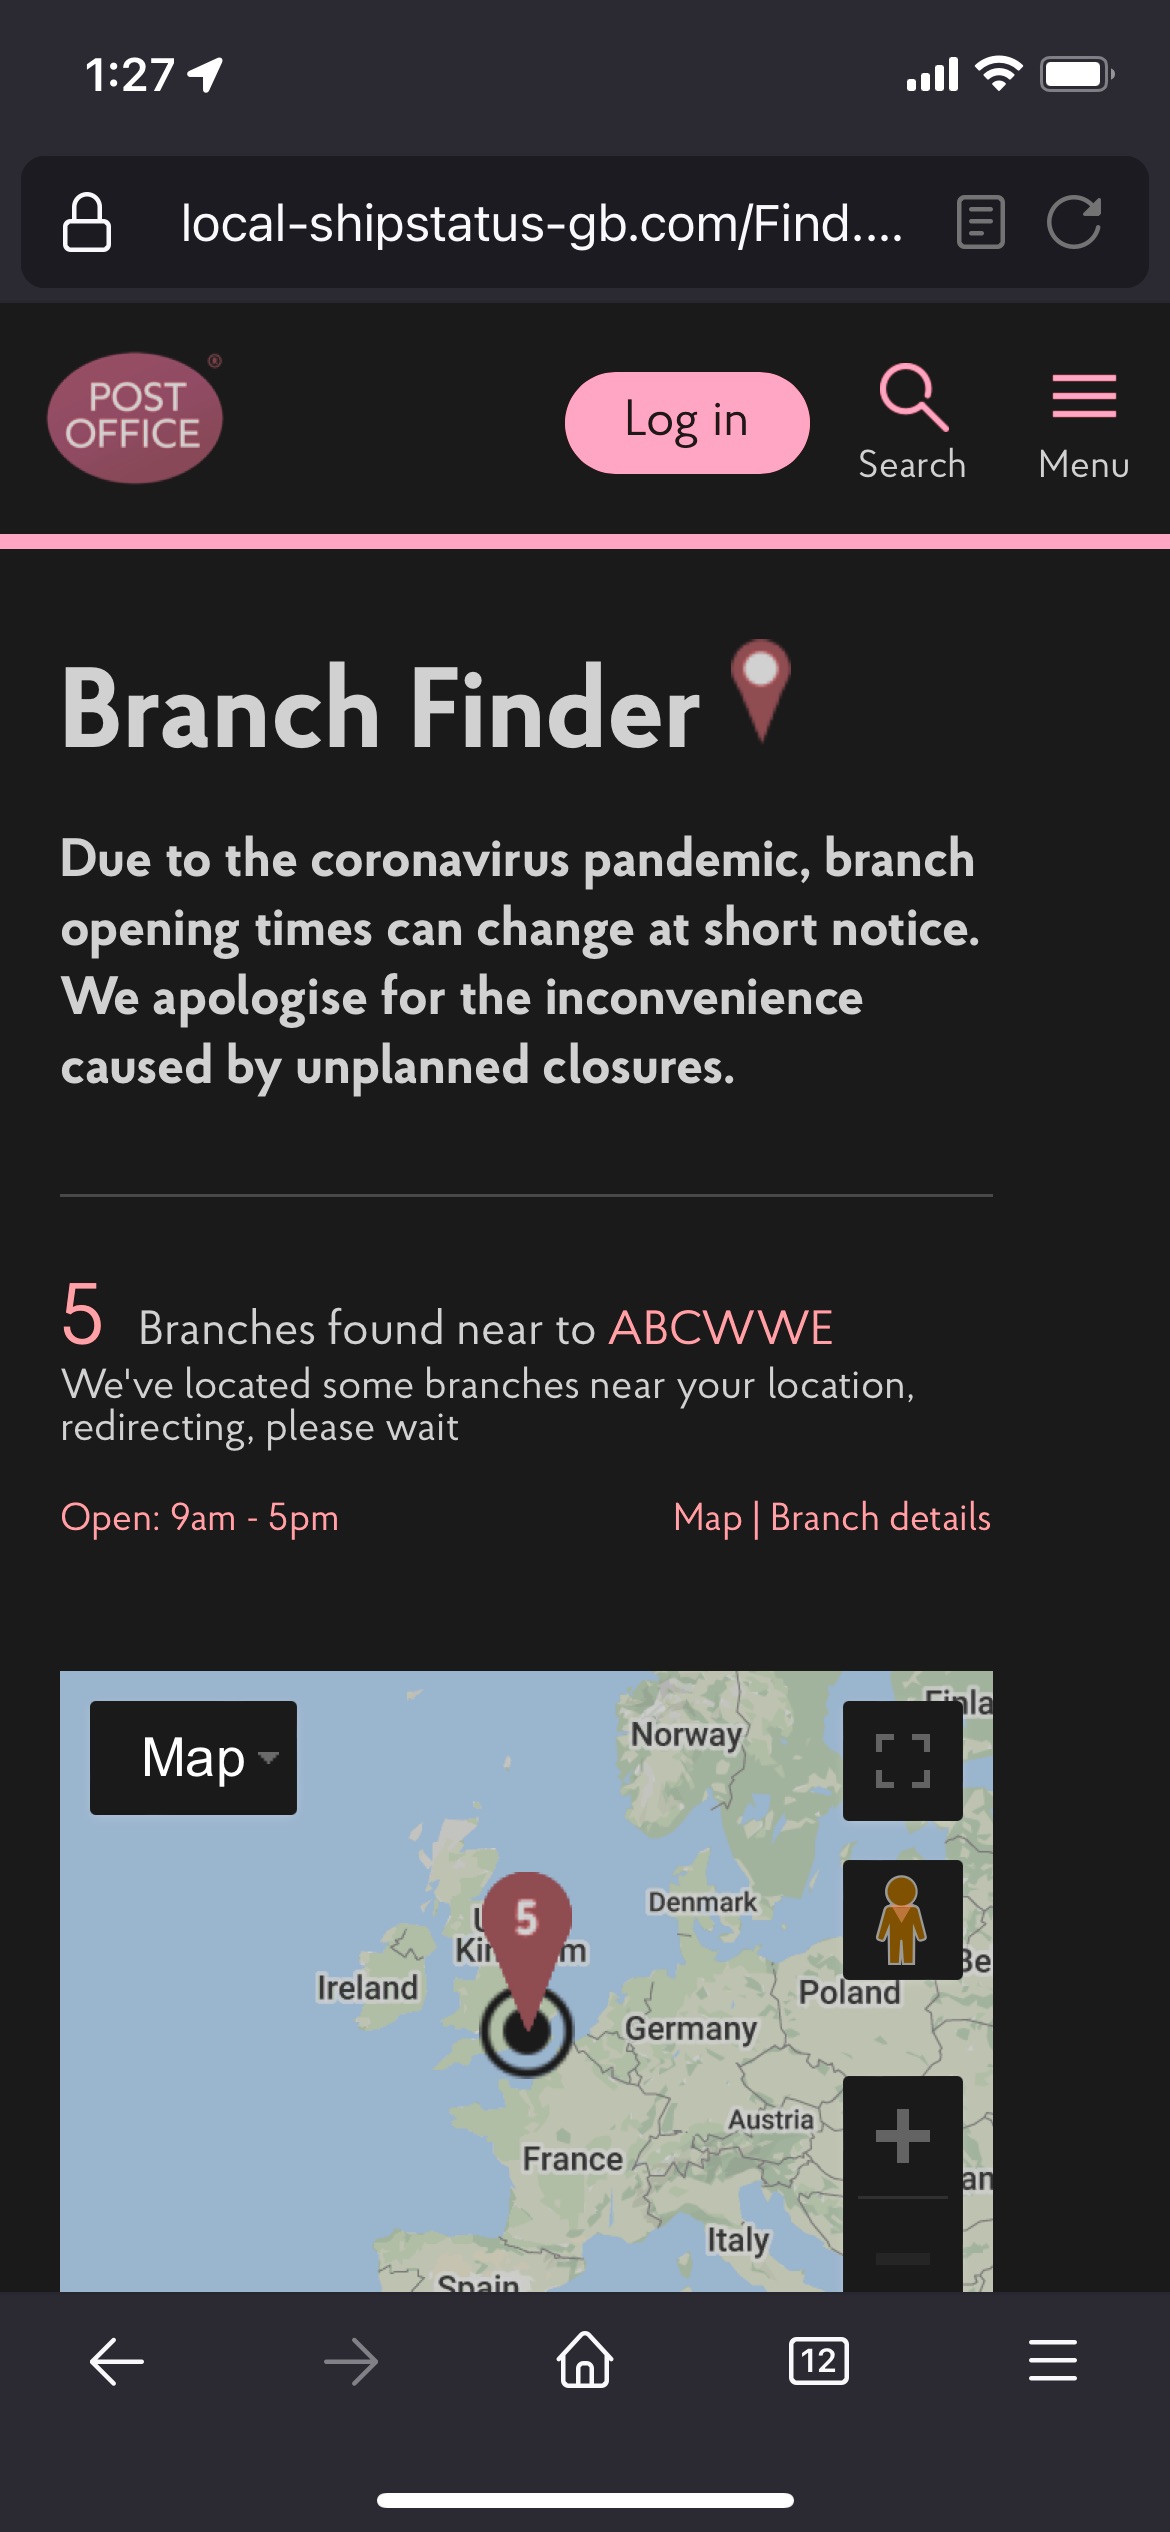 1:27
local-shipstatus-gb.com/Find....
POST
OFFICE
®
Log in
Search
Menu
Branch Finder
Due to the coronavirus pandemic, branch
opening times can change at short notice.
We apologise for the inconvenience
caused by unplanned closures.
5 Branches found near to ABCWWE
We've located some branches near your location,
redirecting, please wait
Open: 9am - 5pm
Map | Branch details
Map
Norway
Finla
5
Denmark
Ireland
Be
Poland
Germany
Austria
France
an
Italy
Spain
12